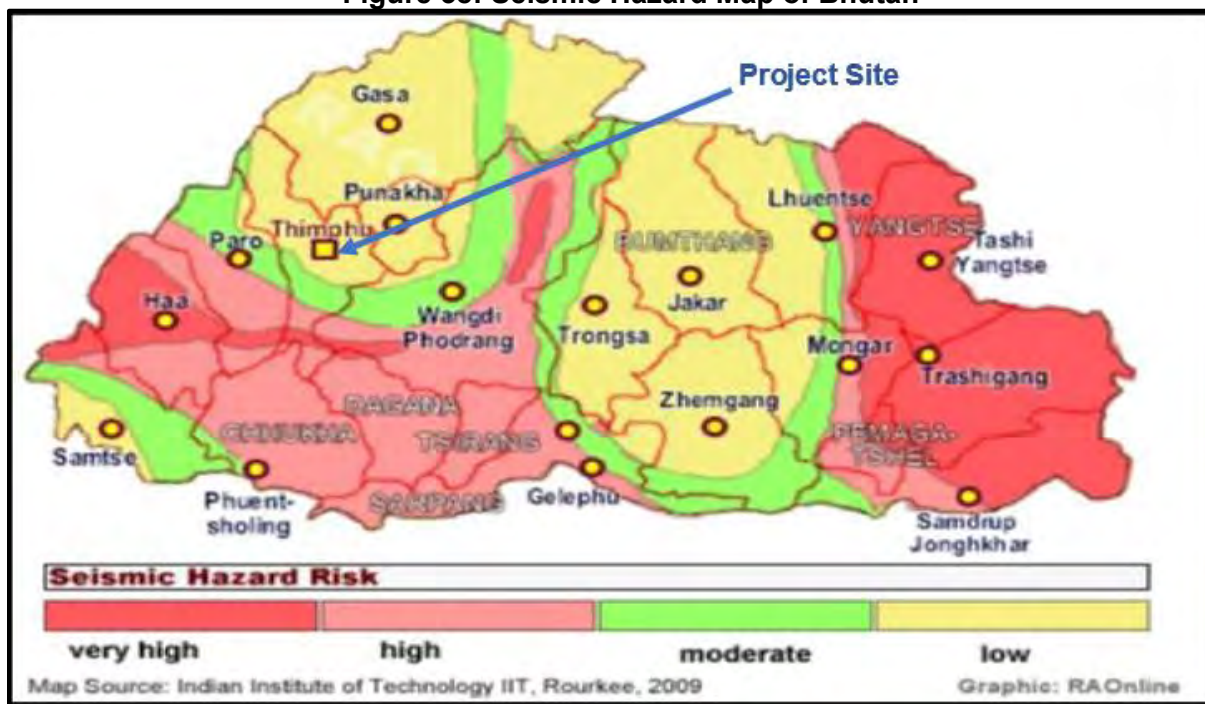 Project Site
Gasa
Punakha
Thimphu
Paro
Haa
Wangdi
Phodrang
Lhuentse
YANGTSE
Tashi
Yangtse
BUMTHANG
Jakar
Trongsa
Mongar
Trashigang
Zhemgang
DAGANA
TSIRANG
CHHUKHA
Samtse
Phuent-
sholing
SARPANG
Gelephu
PEMAGA-
TSHEL
Samdrup
Jonghkhar
Seismic Hazard Risk
very high high moderate low
Map Source: Indian Institute of Technology IIT, Rourkee, 2009 Graphic: RAOnline